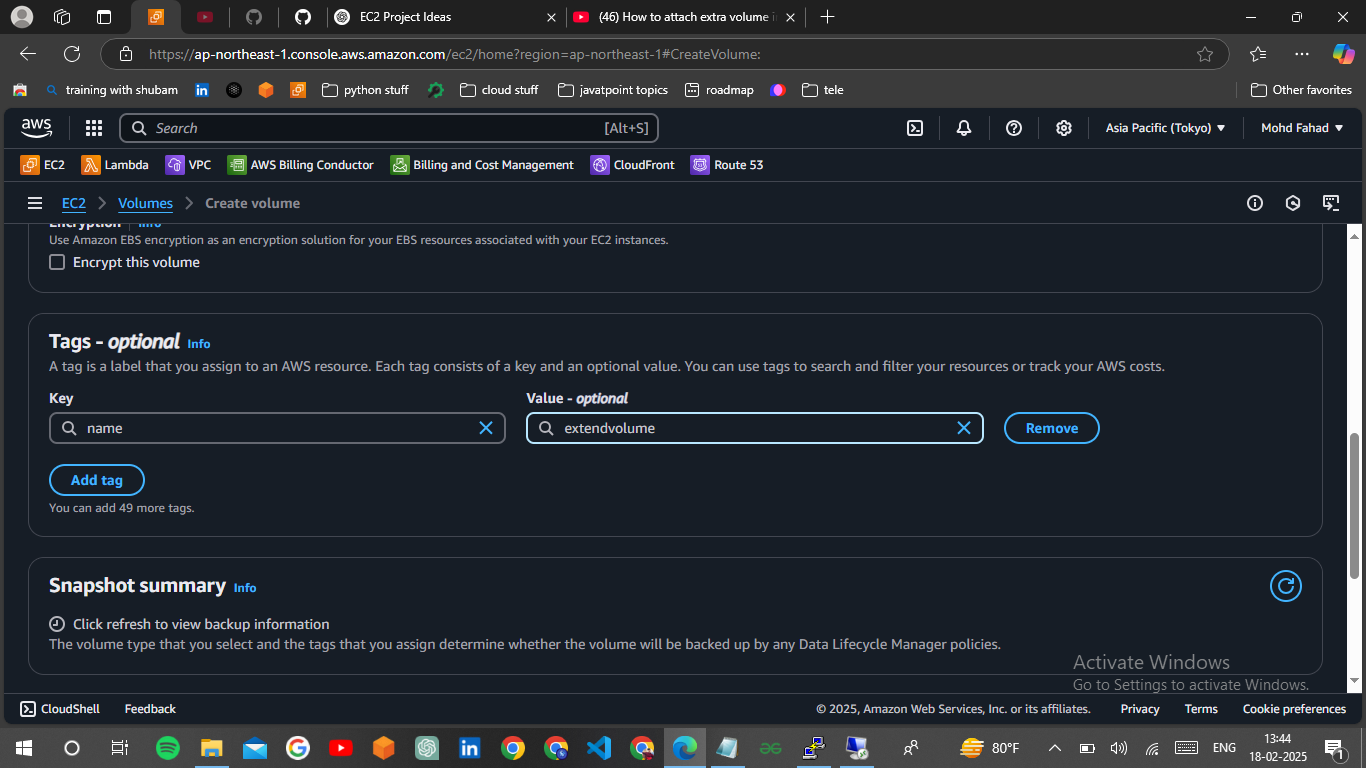 EC2 Project Ideas
(46) How to attach extra volume i
https://ap-northeast-1.console.aws.amazon.com/ec2/home?region=ap-northeast-1#CreateVolume:
training with shubam
python stuff
cloud stuff
javatpoint topics
roadmap
tele
Other favorites
aws
Search
[Alt+S]
Asia Pacific (Tokyo)
Mohd Fahad
EC2
Lambda
VPC
AWS Billing Conductor
Billing and Cost Management
CloudFront
Route 53
EC2
Volumes
Create volume
Encryption Info
Use Amazon EBS encryption as an encryption solution for your EBS resources associated with your EC2 instances.
Encrypt this volume
Tags - optional Info
A tag is a label that you assign to an AWS resource. Each tag consists of a key and an optional value. You can use tags to search and filter your resources or track your AWS costs.
Key
Value - optional
name
extendvolume
Remove
Add tag
You can add 49 more tags.
Snapshot summary Info
Click refresh to view backup information
The volume type that you select and the tags that you assign determine whether the volume will be backed up by any Data Lifecycle Manager policies.
Activate Windows
Go to Settings to activate Windows.
CloudShell
Feedback
© 2025, Amazon Web Services, Inc. or its affiliates.
Privacy
Terms
Cookie preferences
80°F
ENG
13:44
18-02-2025
1